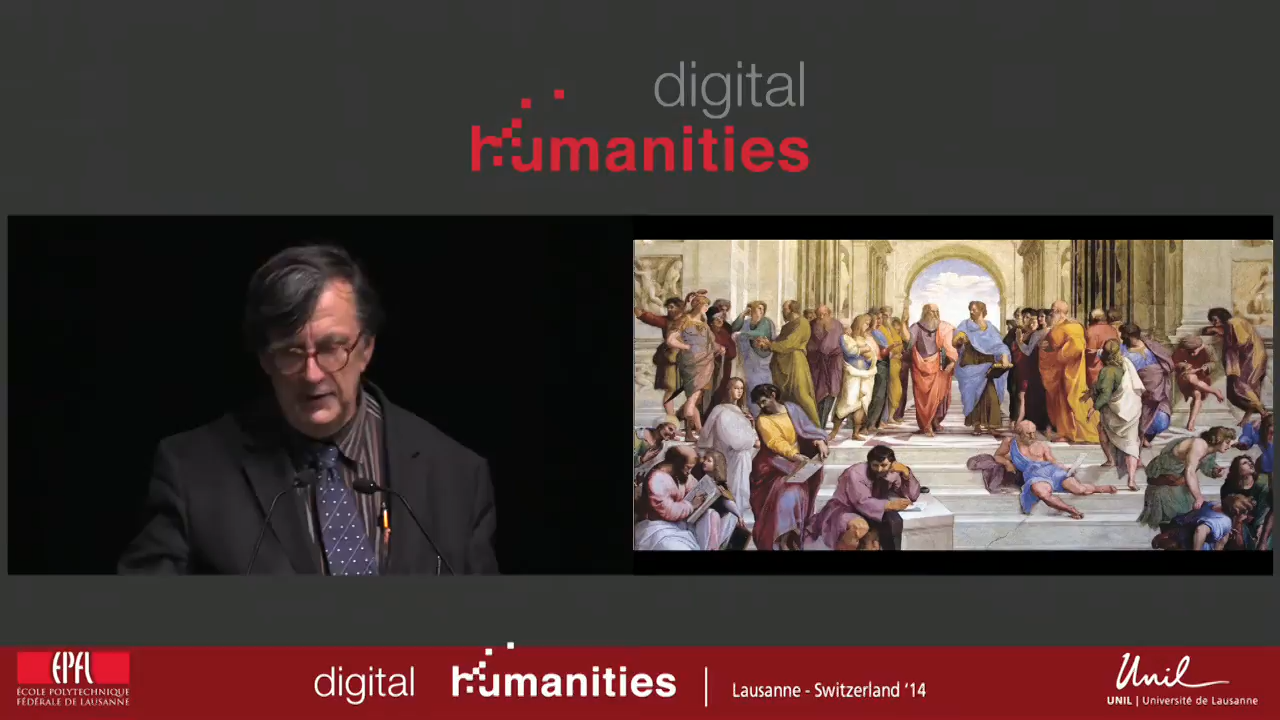 digital
humanities
EPFL
ÉCOLE POLYTECHNIQUE
FÉDÉRALE DE LAUSANNE
digital humanities | Lausanne - Switzerland '14
Unil
UNIL | Université de Lausanne